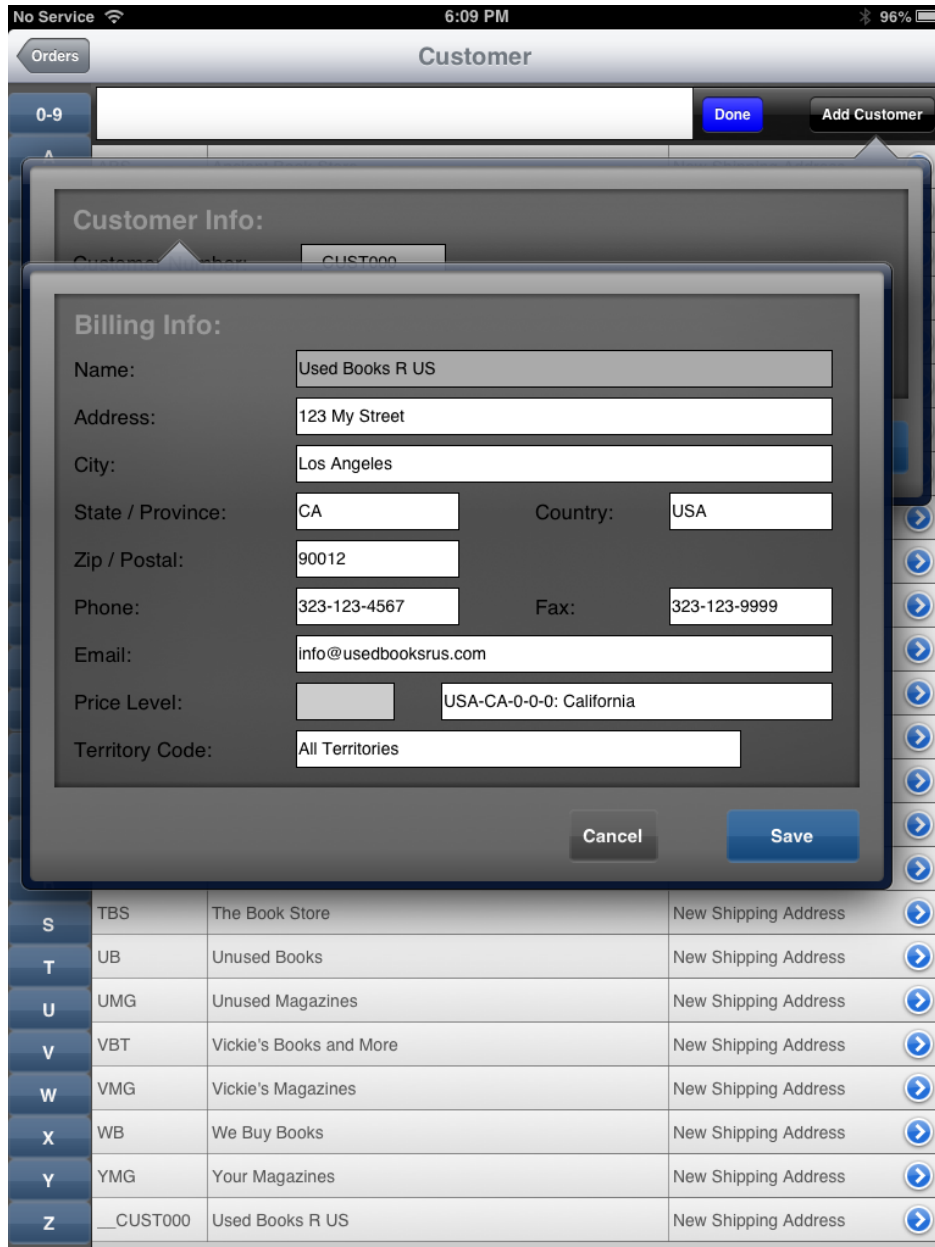 No Service 6:09 PM 96%
Orders Customer
0-9 Done Add Customer
A
Customer Info:
Customer Number: __CUST000
Billing Info:
Name: Used Books R US
Address: 123 My Street
City: Los Angeles
State / Province: CA Country: USA
Zip / Postal: 90012
Phone: 323-123-4567 Fax: 323-123-9999
Email: info@usedbooksrus.com
Price Level: USA-CA-0-0-0: California
Territory Code: All Territories
Cancel Save
S TBS The Book Store New Shipping Address
T UB Unused Books New Shipping Address
U UMG Unused Magazines New Shipping Address
V VBT Vickie's Books and More New Shipping Address
W VMG Vickie's Magazines New Shipping Address
X WB We Buy Books New Shipping Address
Y YMG Your Magazines New Shipping Address
Z __CUST000 Used Books R US New Shipping Address